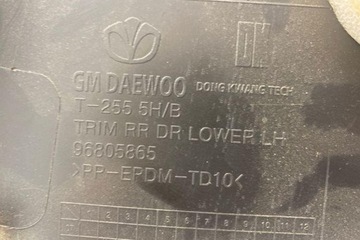 GM DAEWOO DONG KWANG TECH
T-255 5H/B
TRIM RR DR LOWER LH
96805865
>PP-EPDM-TD10<
1 2 3 4 5 6 7 8 9 10 11 12